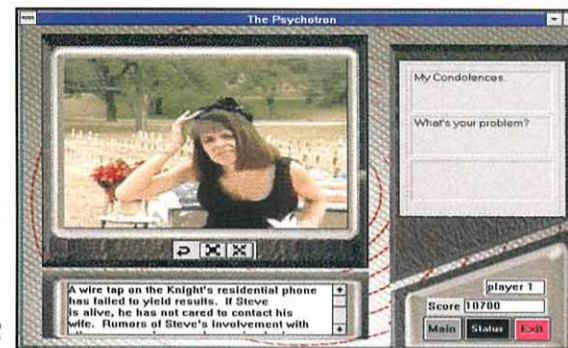 The Psychotron
My Condolences.
What's your problem?
A wire tap on the Knight's residential phone
has failed to yield results. If Steve
is alive, he has not cared to contact his
wife. Rumors of Steve's involvement with
player 1
Score 10700
Main Status Exit